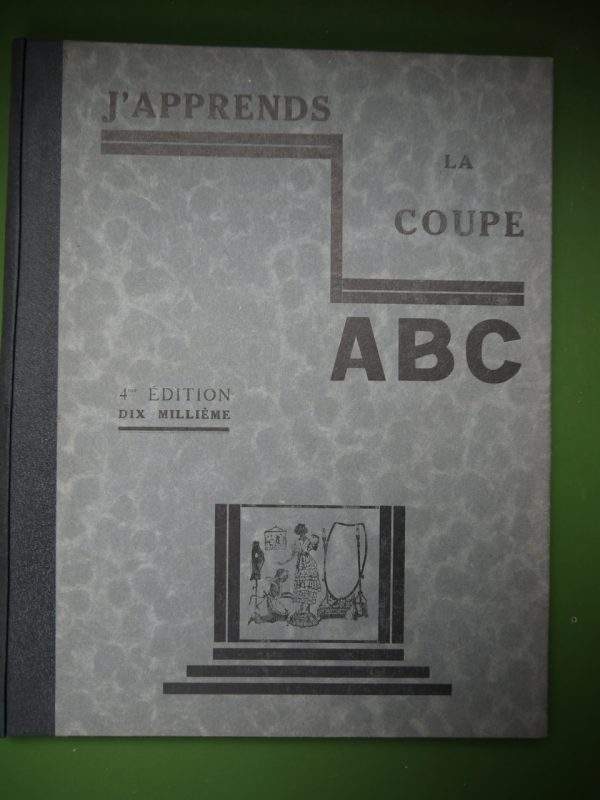 J'APPRENDS
LA
COUPE
ABC
4me ÉDITION
DIX MILLIÈME